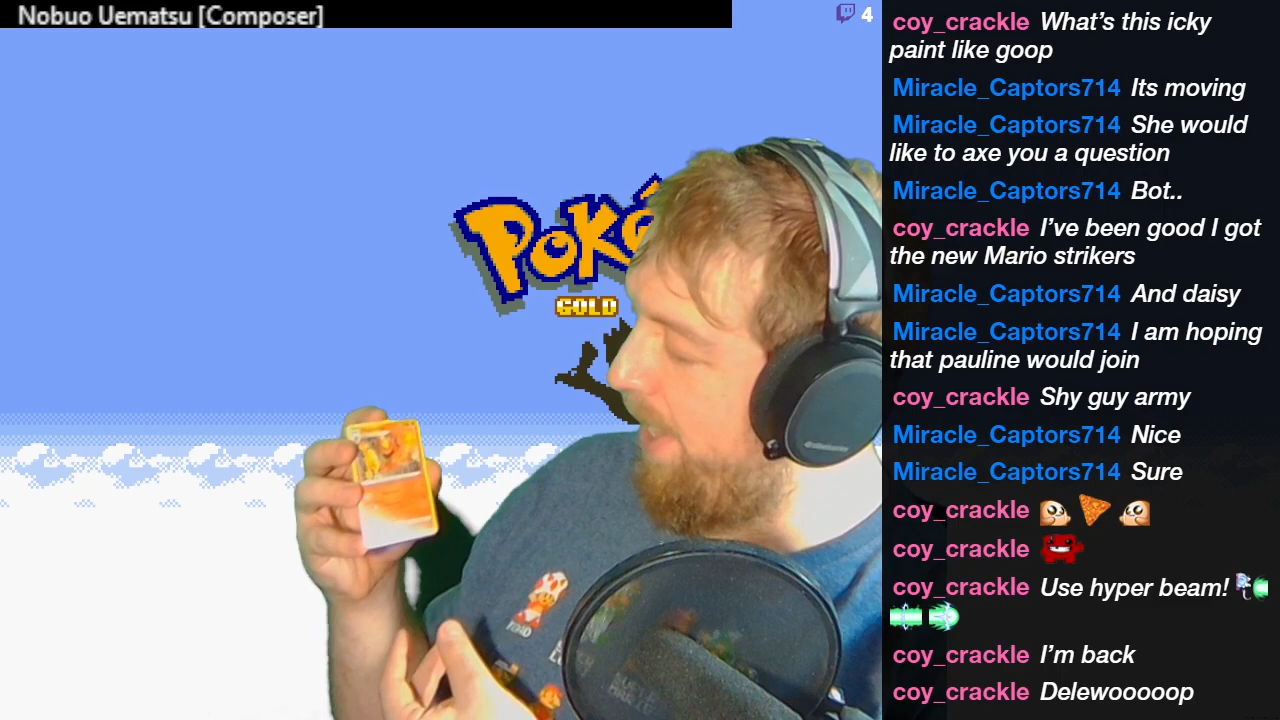 Nobuo Uematsu [Composer]
4
POKé
GOLD
TOAD
coy_crackle What's this icky
paint like goop
Miracle_Captors714 Its moving
Miracle_Captors714 She would
like to axe you a question
Miracle_Captors714 Bot..
coy_crackle I've been good I got
the new Mario strikers
Miracle_Captors714 And daisy
Miracle_Captors714 I am hoping
that pauline would join
coy_crackle Shy guy army
Miracle_Captors714 Nice
Miracle_Captors714 Sure
coy_crackle
coy_crackle
coy_crackle Use hyper beam!
coy_crackle I'm back
coy_crackle Delewooooop